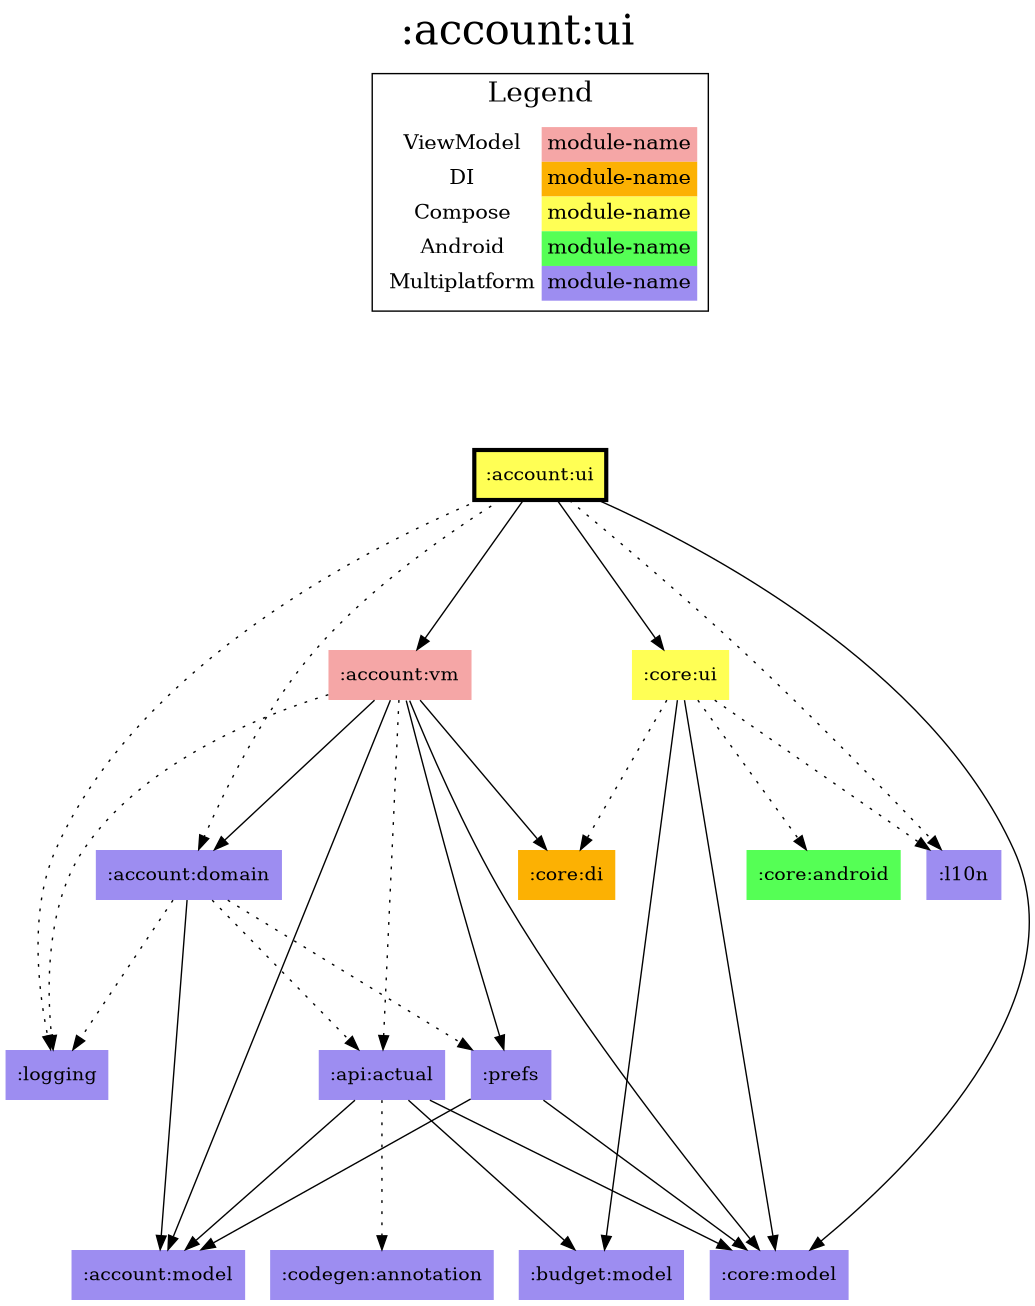 :account:ui
Legend
ViewModel module-name
DI module-name
Compose module-name
Android module-name
Multiplatform module-name
:account:ui
:account:vm :core:ui
:account:domain :core:di :core:android :l10n
:logging :api:actual :prefs
:account:model :codegen:annotation :budget:model :core:model